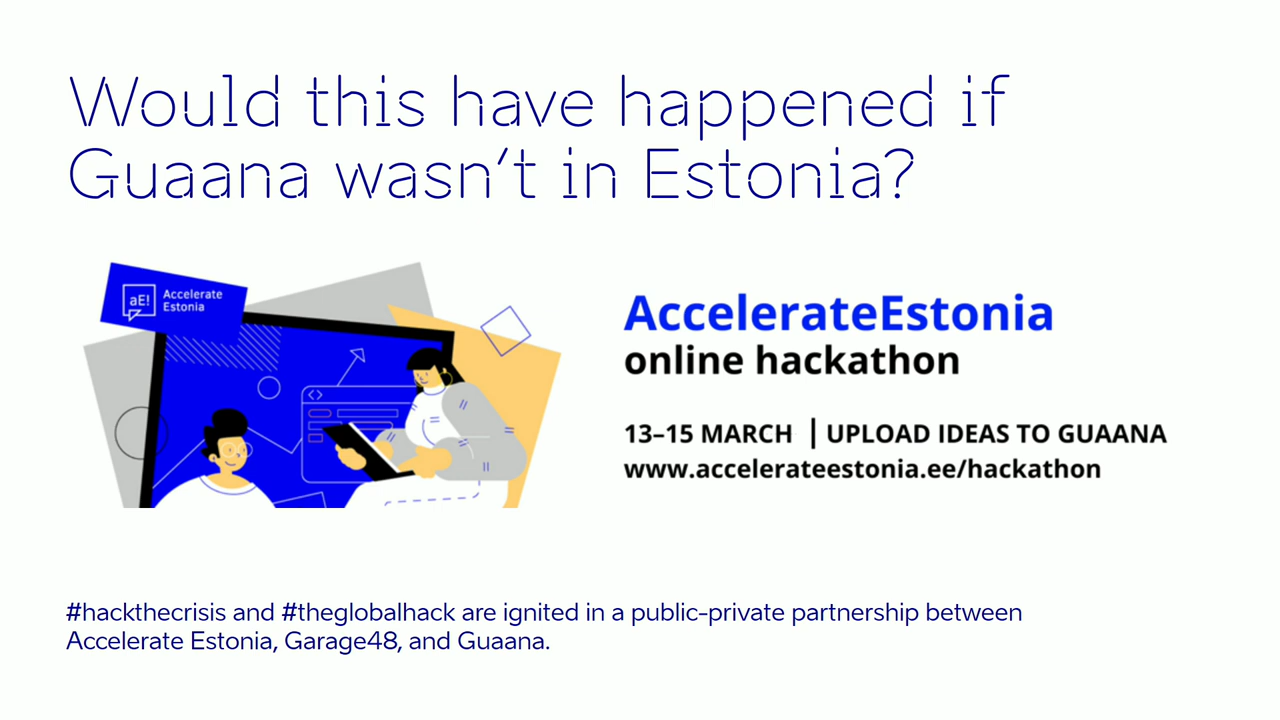 Would this have happened if
Guaana wasn't in Estonia?
aE! Accelerate
Estonia
AccelerateEstonia
online hackathon
13–15 MARCH | UPLOAD IDEAS TO GUAANA
www.accelerateestonia.ee/hackathon
#hackthecrisis and #theglobalhack are ignited in a public-private partnership between
Accelerate Estonia, Garage48, and Guaana.